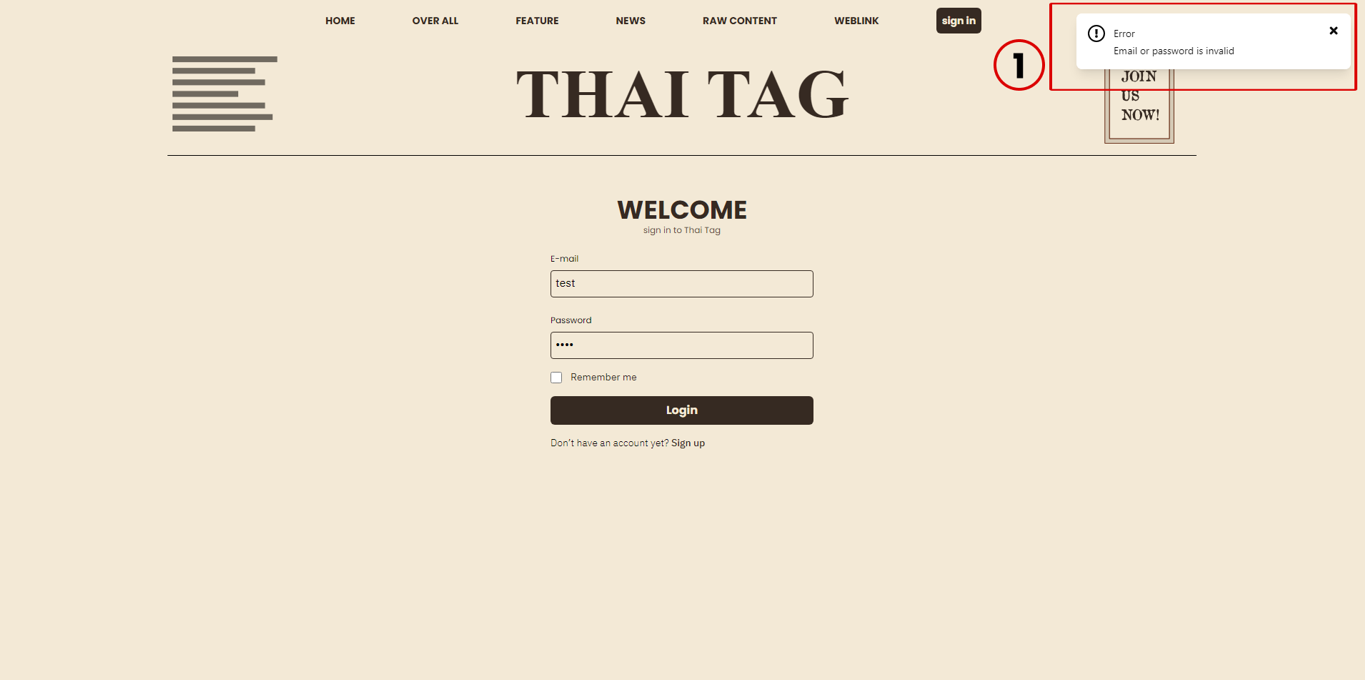 HOME OVER ALL FEATURE NEWS RAW CONTENT WEBLINK sign in
Error
Email or password is invalid
1
THAI TAG
JOIN
US
NOW!
WELCOME
sign in to Thai Tag
E-mail
test
Password
••••
Remember me
Login
Don't have an account yet? Sign up